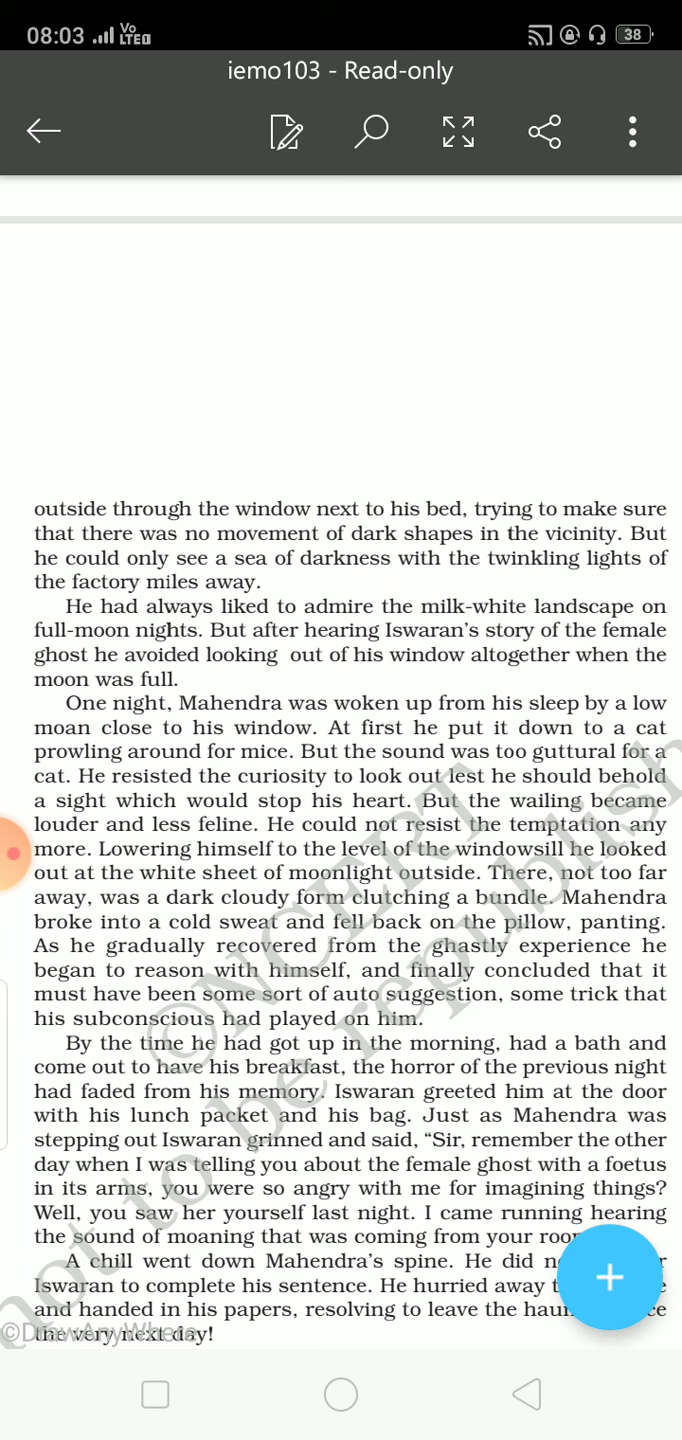 08:03 Vo LTE 38
iemo103 - Read-only
outside through the window next to his bed, trying to make sure
that there was no movement of dark shapes in the vicinity. But
he could only see a sea of darkness with the twinkling lights of
the factory miles away.
He had always liked to admire the milk-white landscape on
full-moon nights. But after hearing Iswaran's story of the female
ghost he avoided looking out of his window altogether when the
moon was full.
One night, Mahendra was woken up from his sleep by a low
moan close to his window. At first he put it down to a cat
prowling around for mice. But the sound was too guttural for a
cat. He resisted the curiosity to look out lest he should behold
a sight which would stop his heart. But the wailing became
louder and less feline. He could not resist the temptation any
more. Lowering himself to the level of the windowsill he looked
out at the white sheet of moonlight outside. There, not too far
away, was a dark cloudy form clutching a bundle. Mahendra
broke into a cold sweat and fell back on the pillow, panting.
As he gradually recovered from the ghastly experience he
began to reason with himself, and finally concluded that it
must have been some sort of auto suggestion, some trick that
his subconscious had played on him.
By the time he had got up in the morning, had a bath and
come out to have his breakfast, the horror of the previous night
had faded from his memory. Iswaran greeted him at the door
with his lunch packet and his bag. Just as Mahendra was
stepping out Iswaran grinned and said, “Sir, remember the other
day when I was telling you about the female ghost with a foetus
in its arms, you were so angry with me for imagining things?
Well, you saw her yourself last night. I came running hearing
the sound of moaning that was coming from your
A chill went down Mahendra's spine. He did
Iswaran to complete his sentence. He hurried away
and handed in his papers, resolving to leave the
the very next day!
©DrawAnyWhere
©NCERT
not to be republish